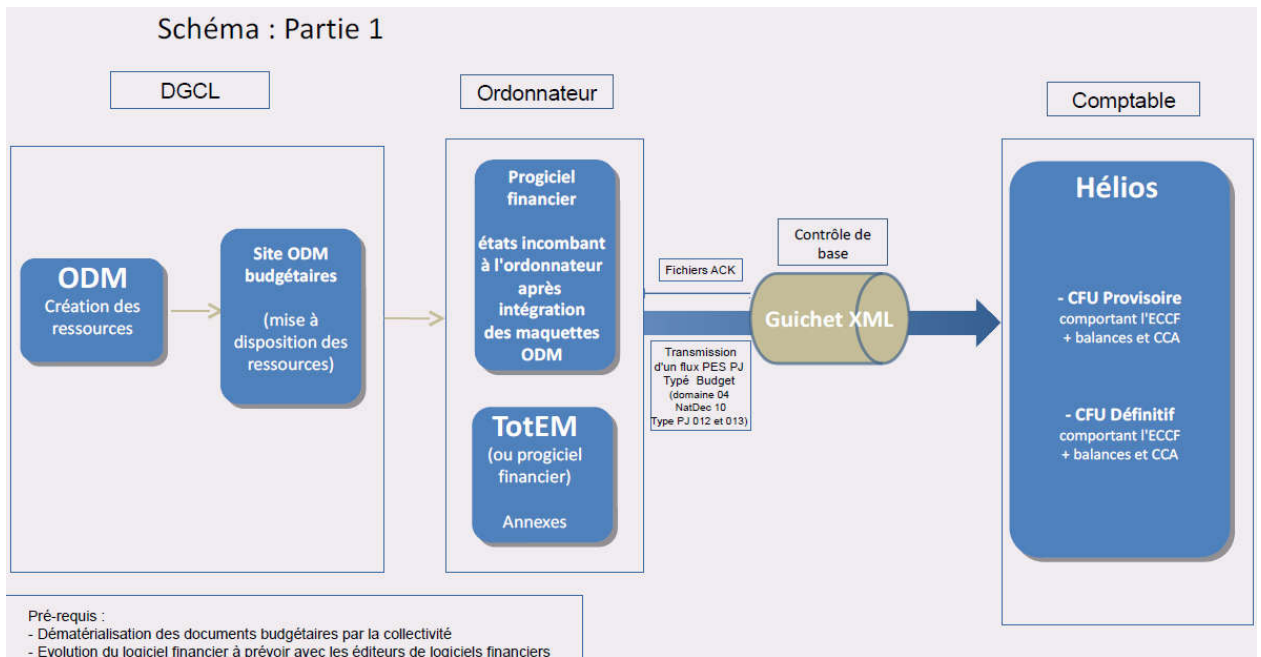 Schéma : Partie 1
DGCL
Ordonnateur
Comptable
ODM
Création des
ressources
Site ODM
budgétaires
(mise à
disposition des
ressources)
Progiciel
financier
états incombant
à l'ordonnateur
après
intégration
des maquettes
ODM
TotEM
(ou progiciel
financier)
Annexes
Fichiers ACK
Transmission
d'un flux PES PJ
Typé Budget
(domaine 04
NatDec 10
Type PJ 012 et 013)
Contrôle de
base
Guichet XML
Hélios
- CFU Provisoire
comportant l'ECCF
+ balances et CCA
- CFU Définitif
comportant l'ECCF
+ balances et CCA
Pré-requis :
- Dématérialisation des documents budgétaires par la collectivité
- Evolution du logiciel financier à prévoir avec les éditeurs de logiciels financiers